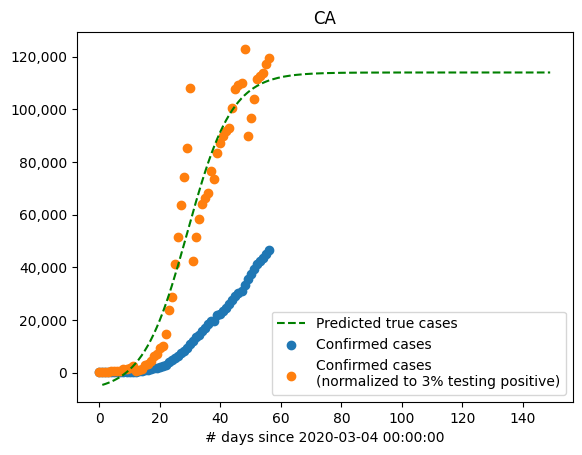 CA
120,000
100,000
80,000
60,000
40,000
20,000
0
0 20 40 60 80 100 120 140
# days since 2020-03-04 00:00:00
Predicted true cases
Confirmed cases
Confirmed cases
(normalized to 3% testing positive)